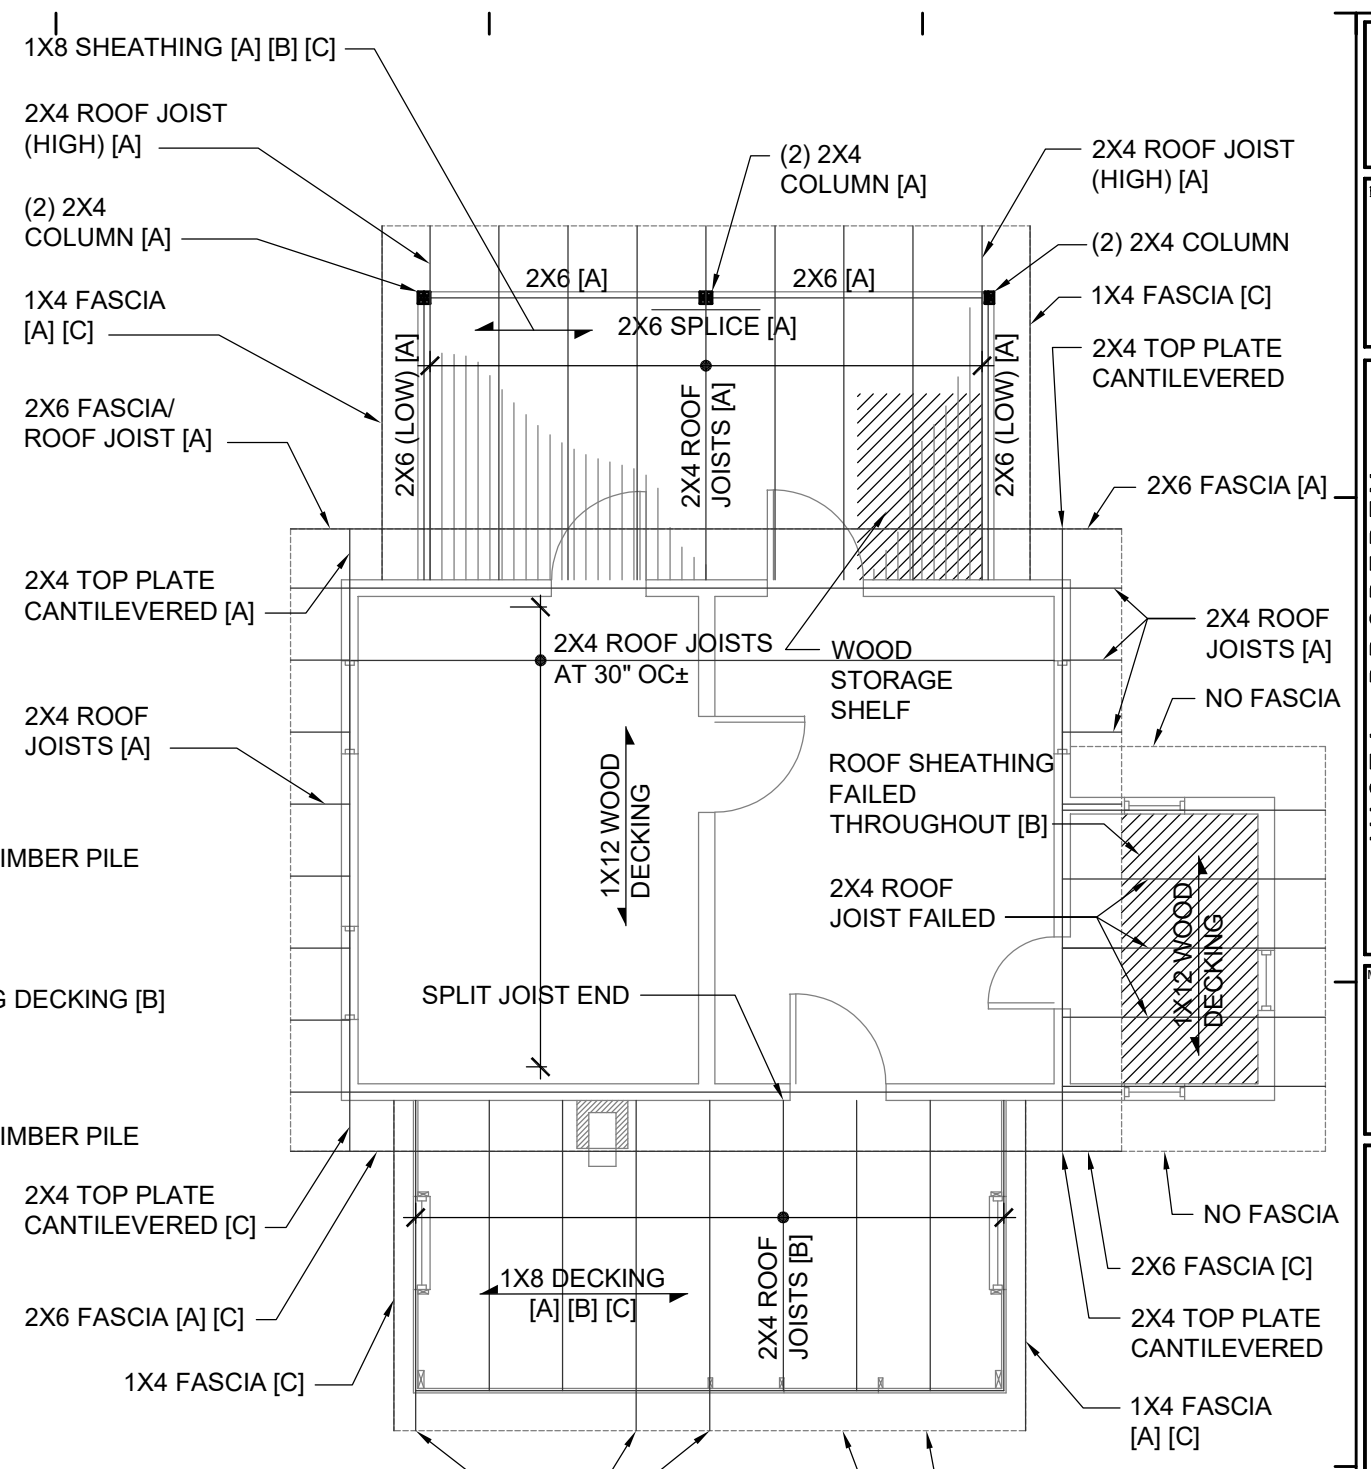 1X8 SHEATHING [A] [B] [C]
2X4 ROOF JOIST
(HIGH) [A]
(2) 2X4
COLUMN [A]
1X4 FASCIA
[A] [C]
2X6 FASCIA/
ROOF JOIST [A]
2X4 TOP PLATE
CANTILEVERED [A]
2X4 ROOF
JOISTS [A]
IMBER PILE
DECKING [B]
IMBER PILE
2X4 TOP PLATE
CANTILEVERED [C]
2X6 FASCIA [A] [C]
1X4 FASCIA [C]
(2) 2X4
COLUMN [A]
2X6 [A]
2X6 [A]
2X6 SPLICE [A]
2X6 (LOW) [A]
2X4 ROOF
JOISTS [A]
2X6 (LOW) [A]
2X4 ROOF JOISTS
AT 30" OC±
WOOD
STORAGE
SHELF
1X12 WOOD
DECKING
ROOF SHEATHING
FAILED
THROUGHOUT [B]
2X4 ROOF
JOIST FAILED
1X12 WOOD
DECKING
SPLIT JOIST END
1X8 DECKING
[A] [B] [C]
2X4 ROOF
JOISTS [B]
2X4 ROOF JOIST
(HIGH) [A]
(2) 2X4 COLUMN
1X4 FASCIA [C]
2X4 TOP PLATE
CANTILEVERED
2X6 FASCIA [A]
2X4 ROOF
JOISTS [A]
NO FASCIA
NO FASCIA
2X6 FASCIA [C]
2X4 TOP PLATE
CANTILEVERED
1X4 FASCIA
[A] [C]